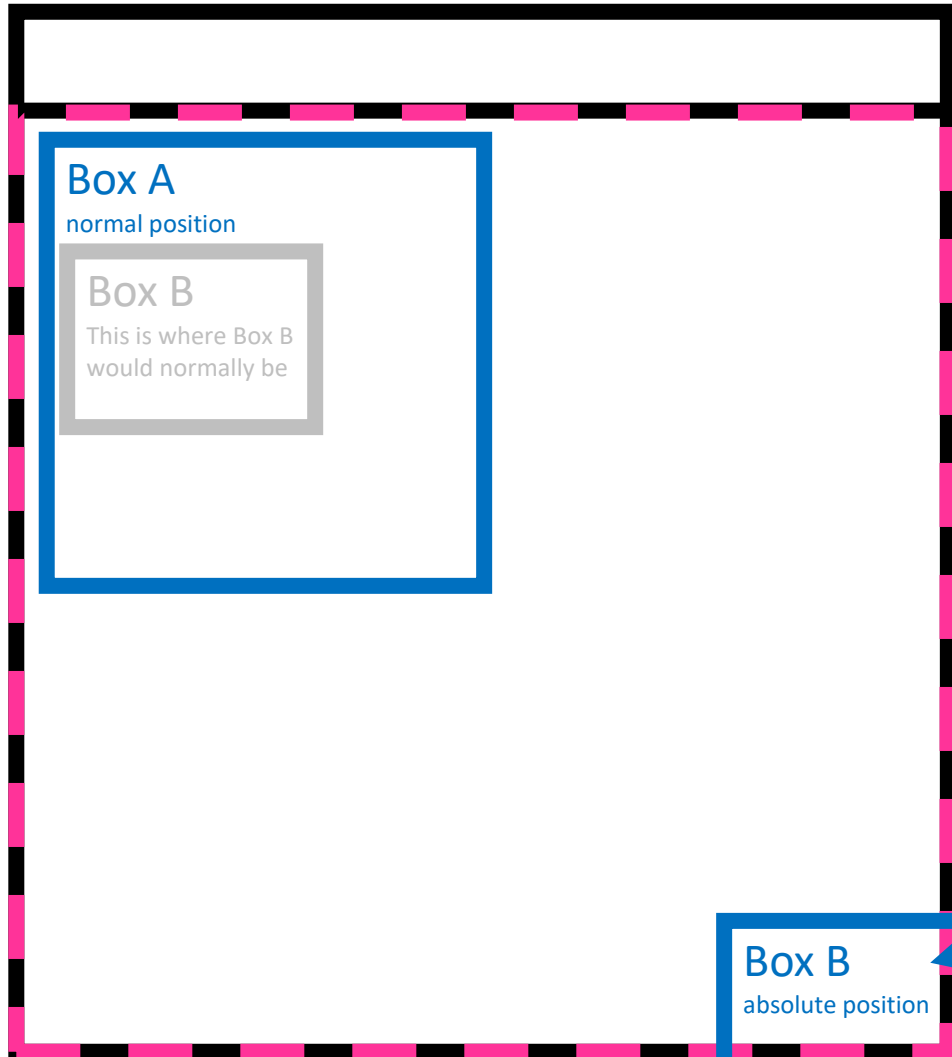 Box A
normal position
Box B
This is where Box B
would normally be
Box B
absolute position